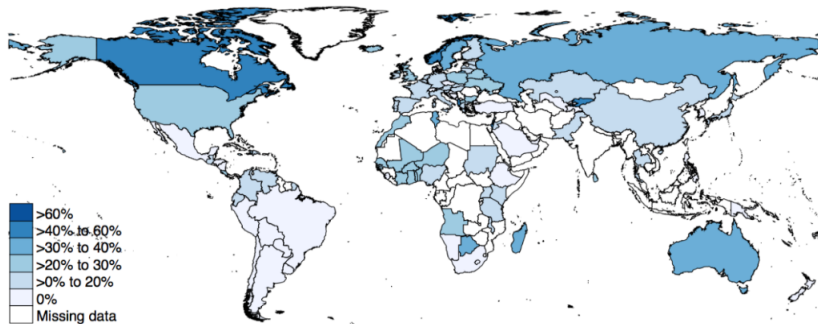 >60%
>40% to 60%
>30% to 40%
>20% to 30%
>0% to 20%
0%
Missing data